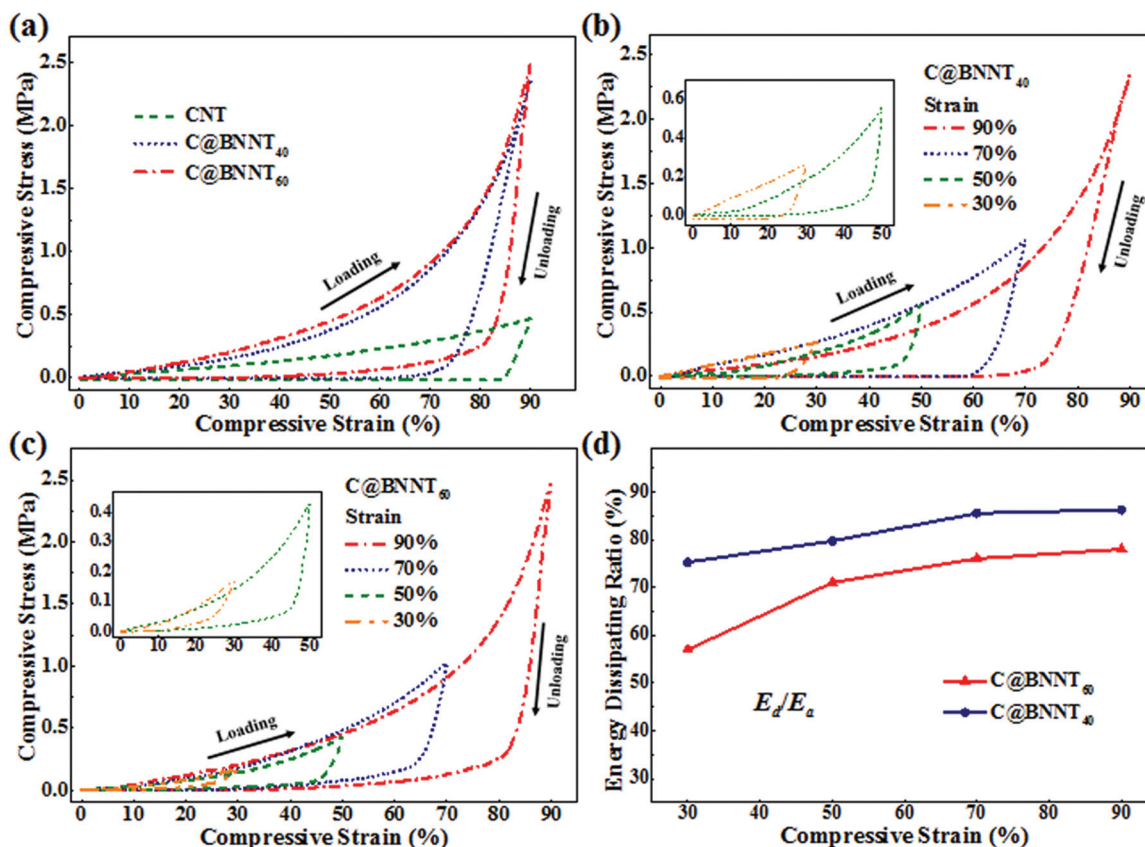 (a)
Compressive Stress (MPa)
2.5
2.0
1.5
1.0
0.5
0.0
CNT
C@BNNT40
C@BNNT60
Loading
Unloading
0 10 20 30 40 50 60 70 80 90
Compressive Strain (%)
(b)
Compressive Stress (MPa)
2.5
2.0
1.5
1.0
0.5
0.0
0.6
0.4
0.2
0.0
0 10 20 30 40 50
C@BNNT40
Strain
90%
70%
50%
30%
Loading
Unloading
0 10 20 30 40 50 60 70 80 90
Compressive Strain (%)
(c)
Compressive Stress (MPa)
2.5
2.0
1.5
1.0
0.5
0.0
0.4
0.3
0.2
0.1
0.0
0 10 20 30 40 50
C@BNNT60
Strain
90%
70%
50%
30%
Loading
Unloading
0 10 20 30 40 50 60 70 80 90
Compressive Strain (%)
(d)
Energy Dissipating Ratio (%)
90
80
70
60
50
40
30
Ed/Ea
C@BNNT60
C@BNNT40
30 40 50 60 70 80 90
Compressive Strain (%)